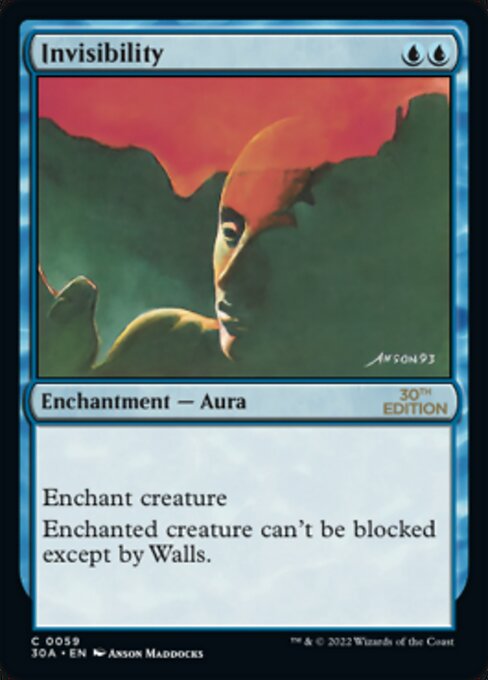 Invisibility
ANSON93
Enchantment — Aura
30TH
EDITION
Enchant creature
Enchanted creature can't be blocked
except by Walls.
C 0059
30A • EN Anson Maddocks
™ & © 2022 Wizards of the Coast